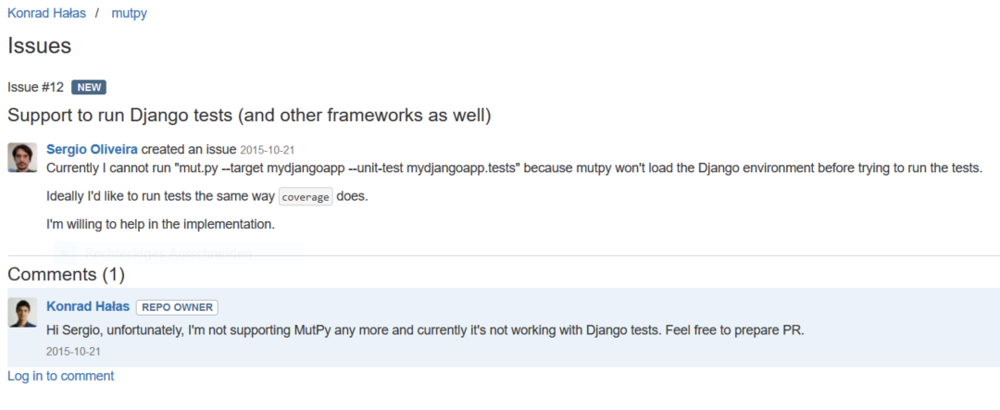 Konrad Hałas / mutpy
Issues
Issue #12 NEW
Support to run Django tests (and other frameworks as well)
Sergio Oliveira created an issue 2015-10-21
Currently I cannot run "mut.py --target mydjangoapp --unit-test mydjangoapp.tests" because mutpy won't load the Django environment before trying to run the tests.
Ideally I'd like to run tests the same way coverage does.
I'm willing to help in the implementation.
Rechteckiges Ausschneiden
Comments (1)
Konrad Hałas REPO OWNER
Hi Sergio, unfortunately, I'm not supporting MutPy any more and currently it's not working with Django tests. Feel free to prepare PR.
2015-10-21
Log in to comment